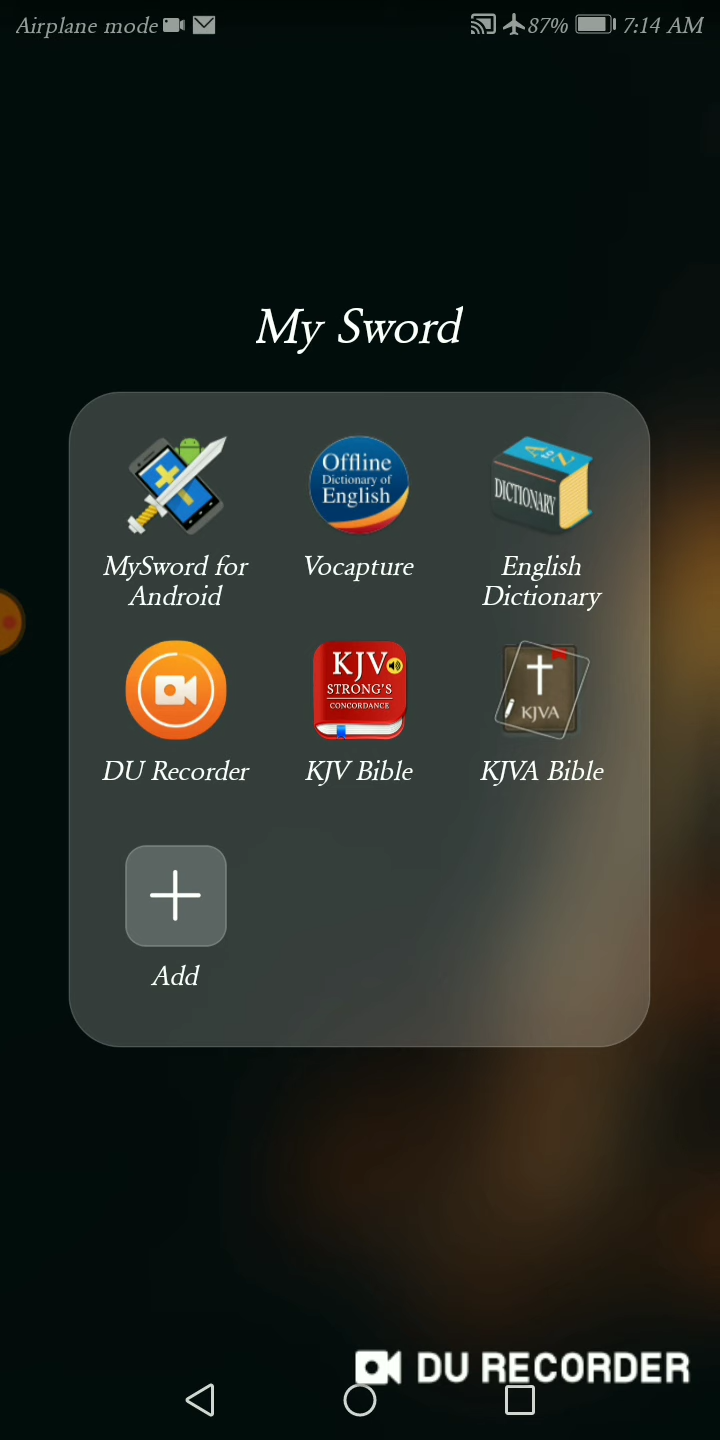 Airplane mode 87% 7:14 AM
My Sword
Offline
Dictionary of
English
A TO Z
DICTIONARY
MySword for
Android
Vocapture
English
Dictionary
KJV
STRONG'S
CONCORDANCE
KJVA
DU Recorder
KJV Bible
KJVA Bible
Add
DU RECORDER